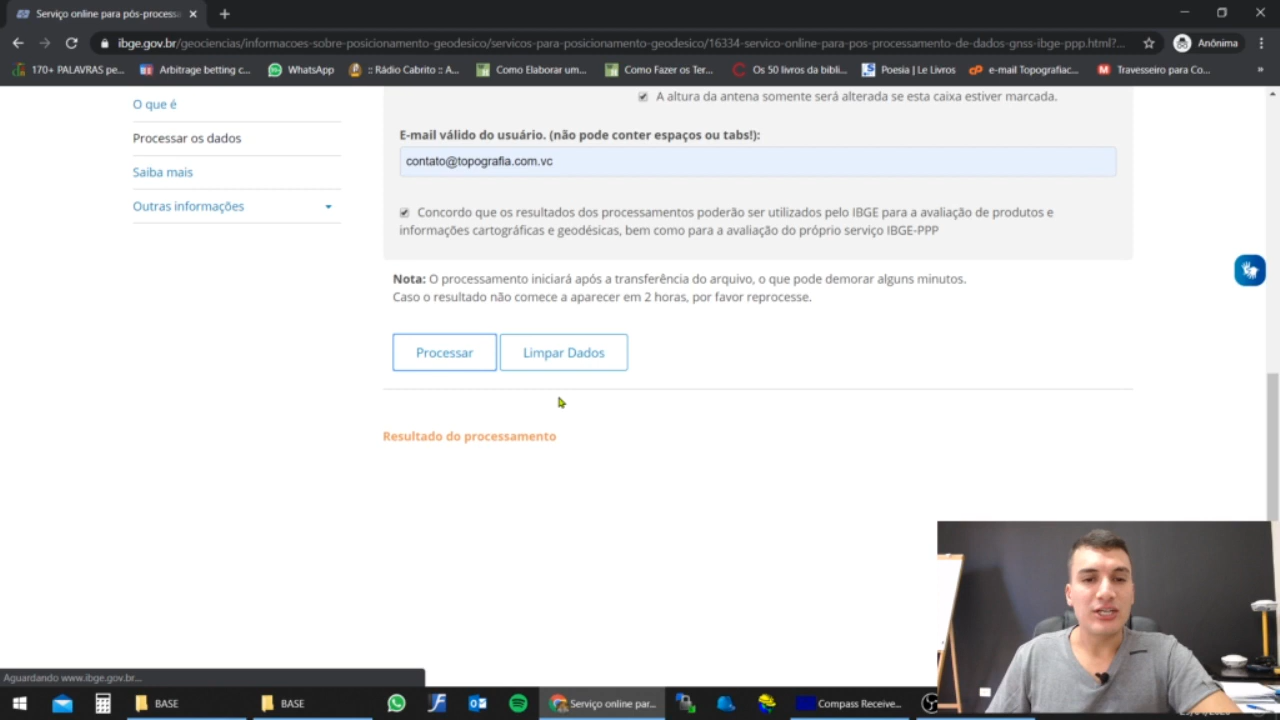 Serviço online para pós-processa
ibge.gov.br/geociencias/informacoes-sobre-posicionamento-geodesico/servicos-para-posicionamento-geodesico/16334-servico-online-para-pos-processamento-de-dados-gnss-ibge-ppp.html?...
Anônima
170+ PALAVRAS pe...
Arbitrage betting c...
WhatsApp
:: Rádio Cabrito :: A...
Como Elaborar um...
Como Fazer os Ter...
Os 50 livros da bibli...
Poesia | Le Livros
e-mail Topografiac...
Travesseiro para Co...
»
O que é
Processar os dados
Saiba mais
Outras informações
A altura da antena somente será alterada se esta caixa estiver marcada.
E-mail válido do usuário. (não pode conter espaços ou tabs!):
contato@topografia.com.vc
Concordo que os resultados dos processamentos poderão ser utilizados pelo IBGE para a avaliação de produtos e
informações cartográficas e geodésicas, bem como para a avaliação do próprio serviço IBGE-PPP
Nota: O processamento iniciará após a transferência do arquivo, o que pode demorar alguns minutos.
Caso o resultado não comece a aparecer em 2 horas, por favor reprocesse.
Processar
Limpar Dados
Resultado do processamento
Aguardando www.ibge.gov.br...
BASE
BASE
Serviço online par...
Compass Receive...